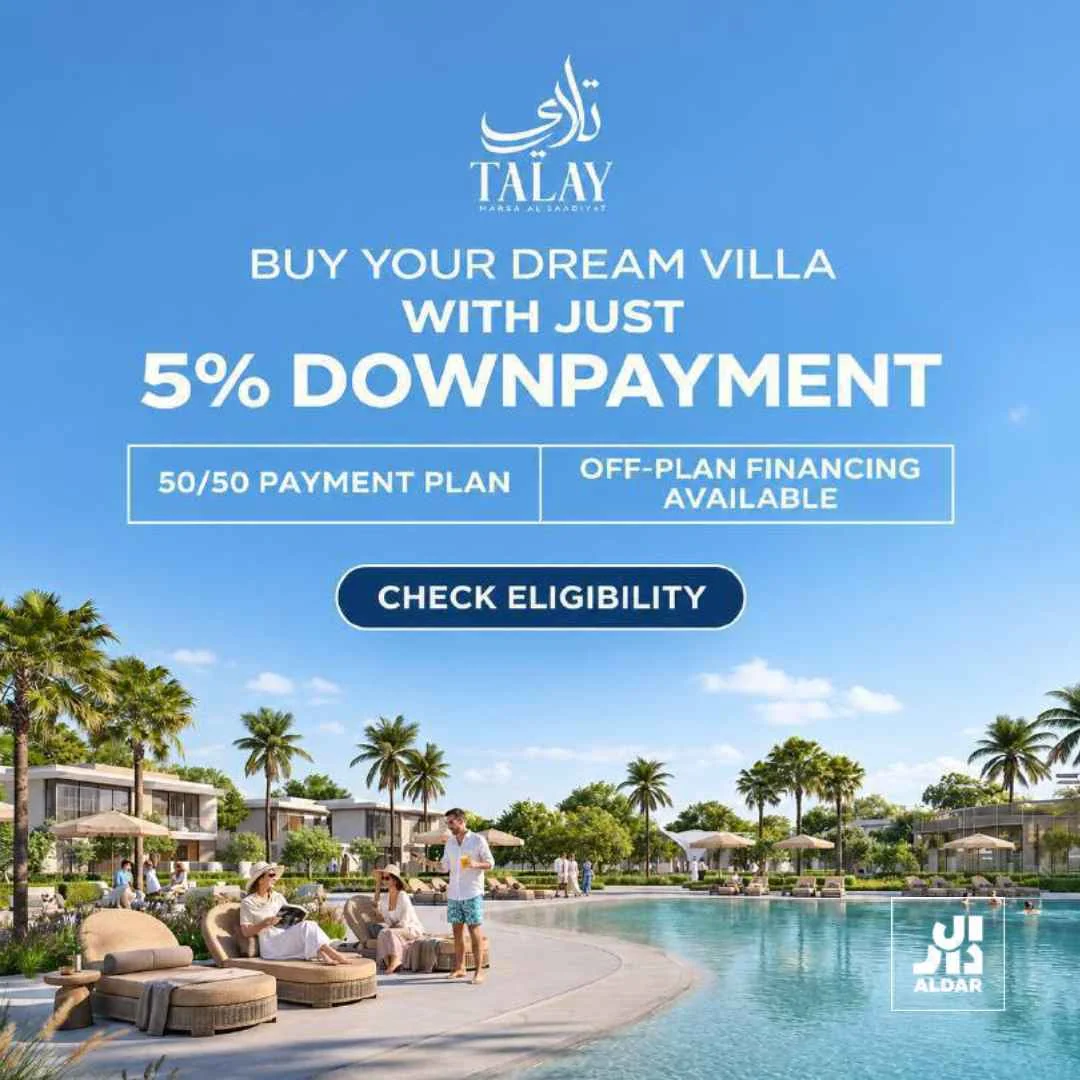 تلاي
TALAY
MARSA AL SAADIYAT
BUY YOUR DREAM VILLA
WITH JUST
5% DOWNPAYMENT
50/50 PAYMENT PLAN
OFF-PLAN FINANCING
AVAILABLE
CHECK ELIGIBILITY
الدار
ALDAR